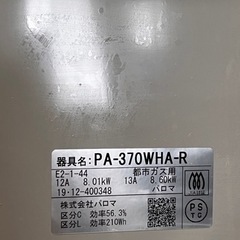 器具名：PA-370WHA-R
E2-1-44 都市ガス用
12A 8.01kW 13A 8.60kW
19・12-400348 パロマ
株式会社パロマ
区分C 効率56.3%
区分L 効率210Wh
PS
TG